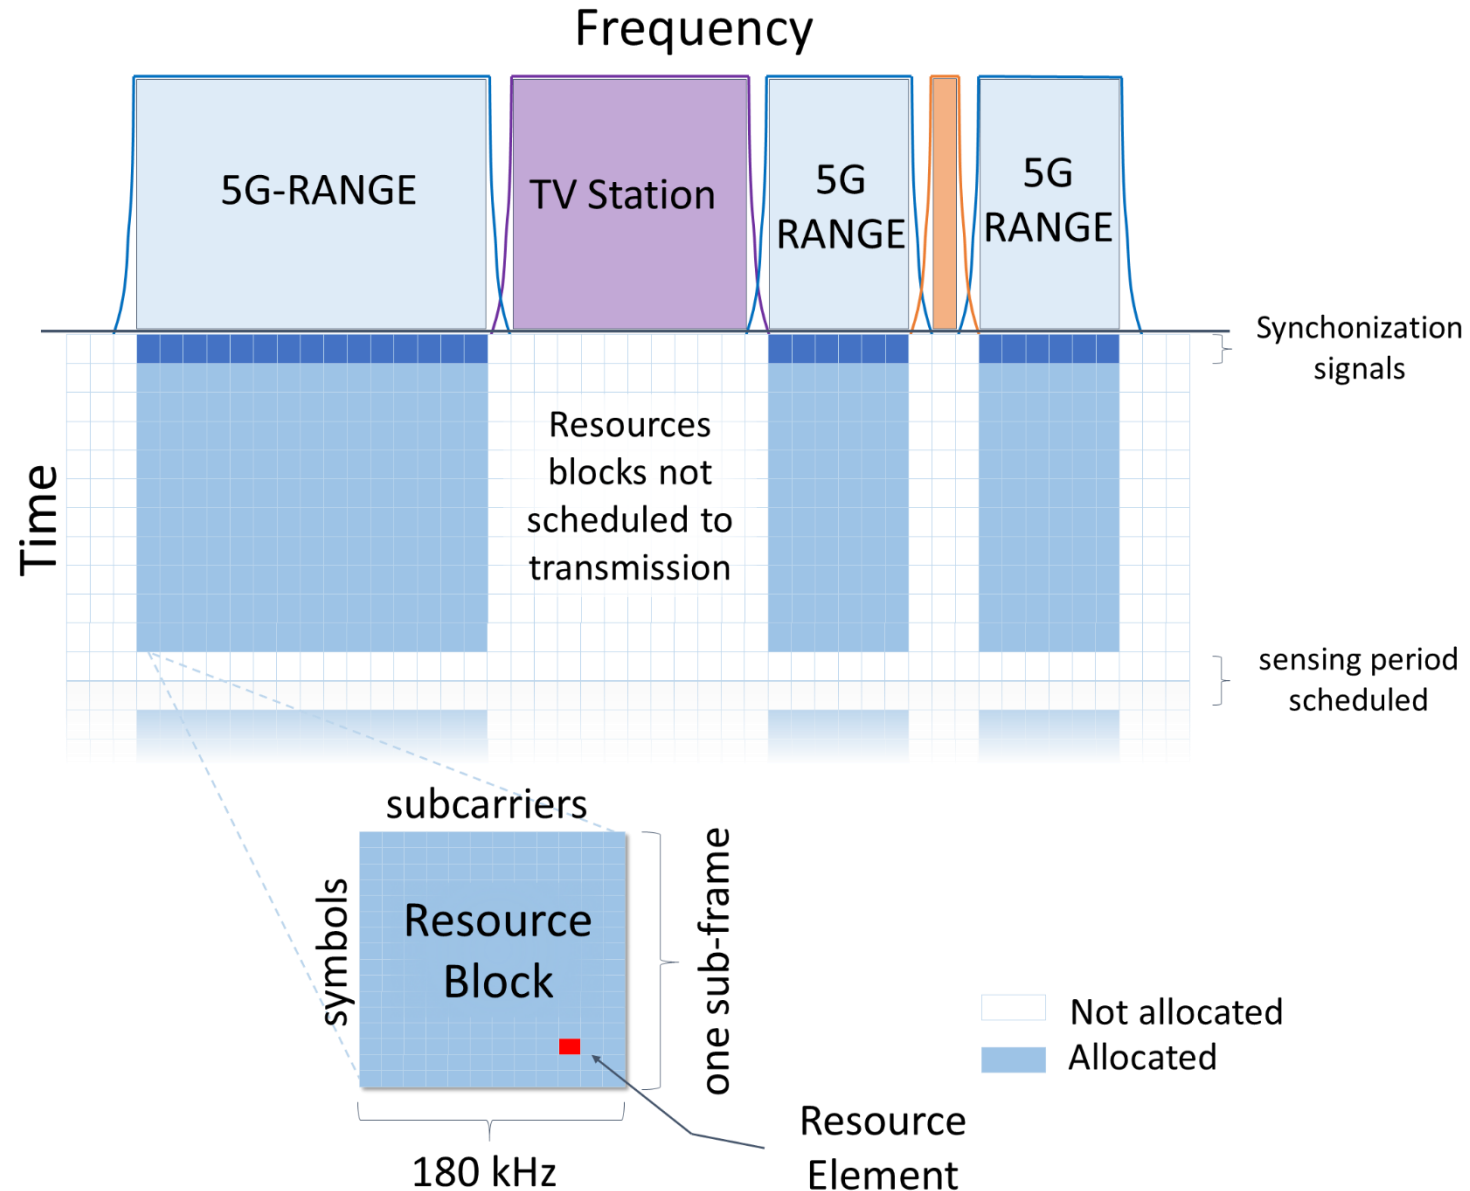 Frequency
5G-RANGE
TV Station
5G
RANGE
5G
RANGE
Synchonization
signals
Time
Resources
blocks not
scheduled to
transmission
sensing period
scheduled
subcarriers
symbols
Resource
Block
one sub-frame
180 kHz
Resource
Element
Not allocated
Allocated